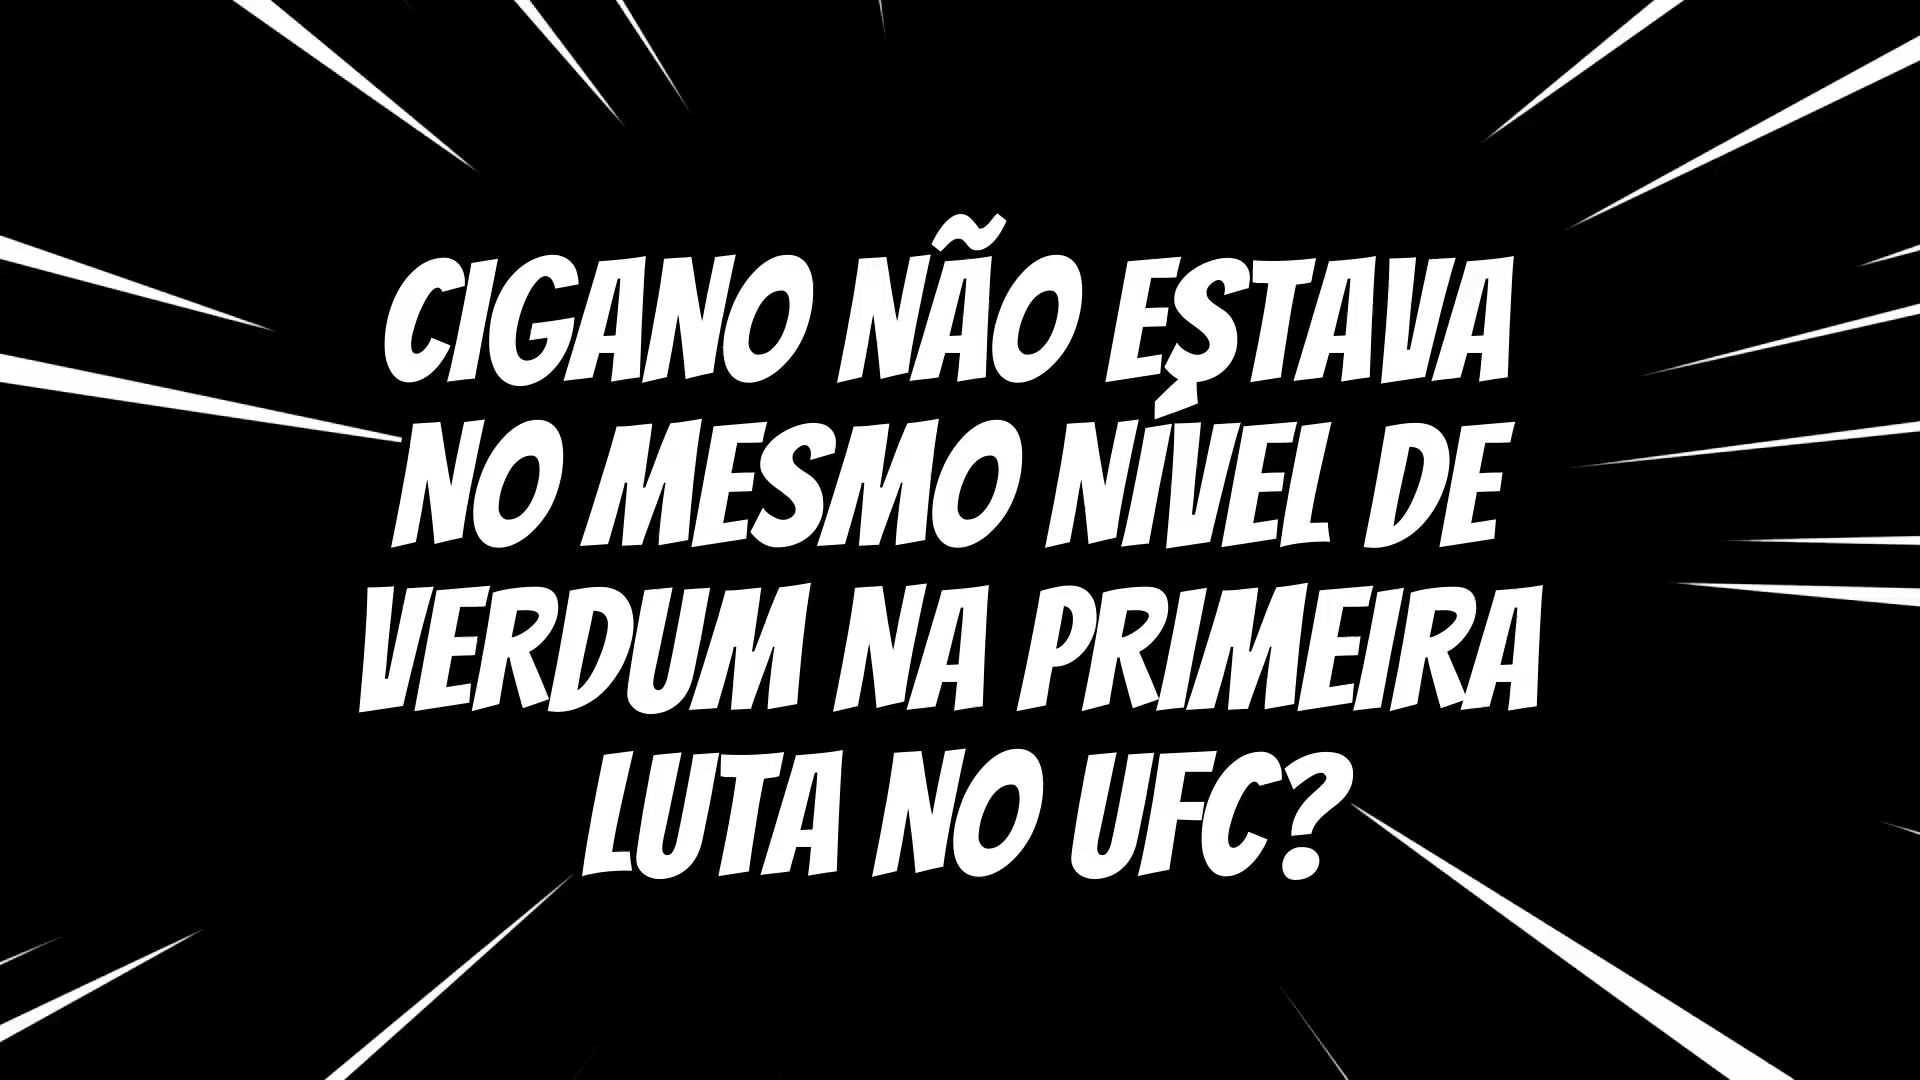 CIGANO NÃO ESTAVA
NO MESMO NÍVEL DE
VERDUM NA PRIMEIRA
LUTA NO UFC?